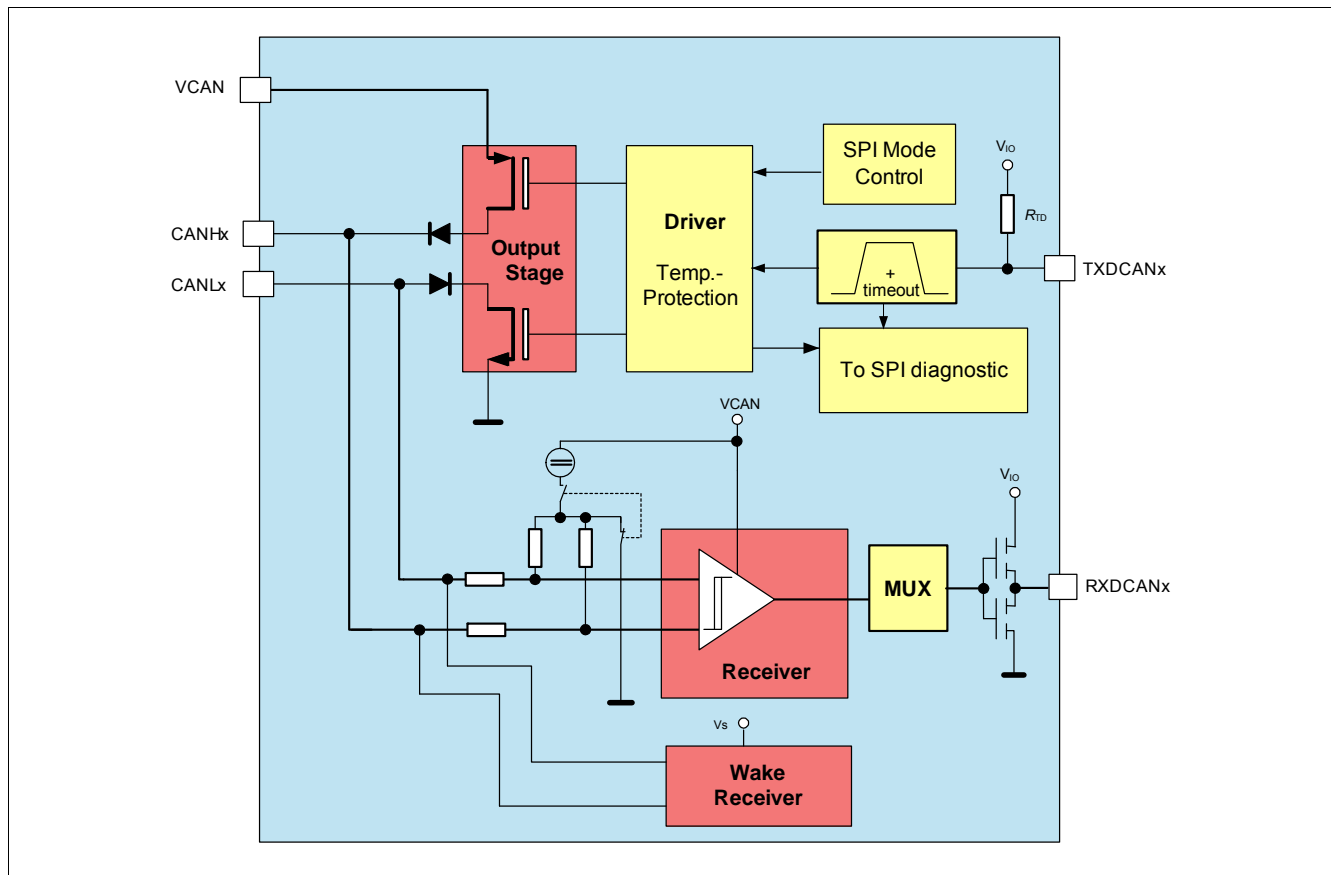 VCAN
CANHx
CANLx
Output
Stage
Driver
Temp.-
Protection
SPI Mode
Control
VIO
RTD
+
timeout
TXDCANx
To SPI diagnostic
VCAN
VIO
MUX
RXDCANx
Receiver
Vs
Wake
Receiver